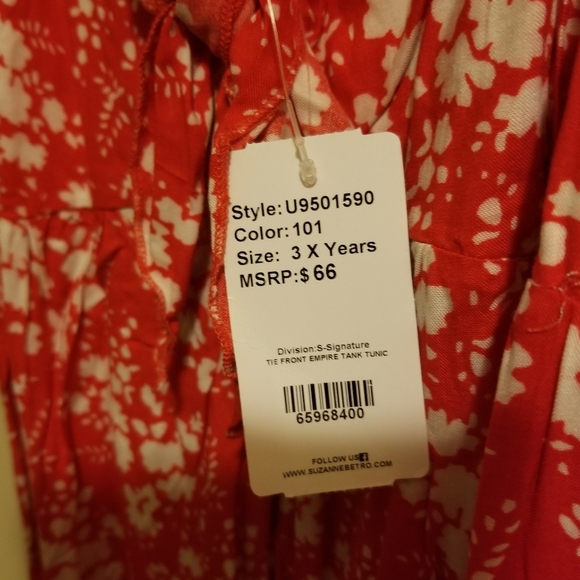 Style:U9501590
Color:101
Size: 3 X Years
MSRP:$66
Division:S-Signature
TIE FRONT EMPIRE TANK TUNIC
65968400
FOLLOW US
WWW.SUZANNEBETRO.COM